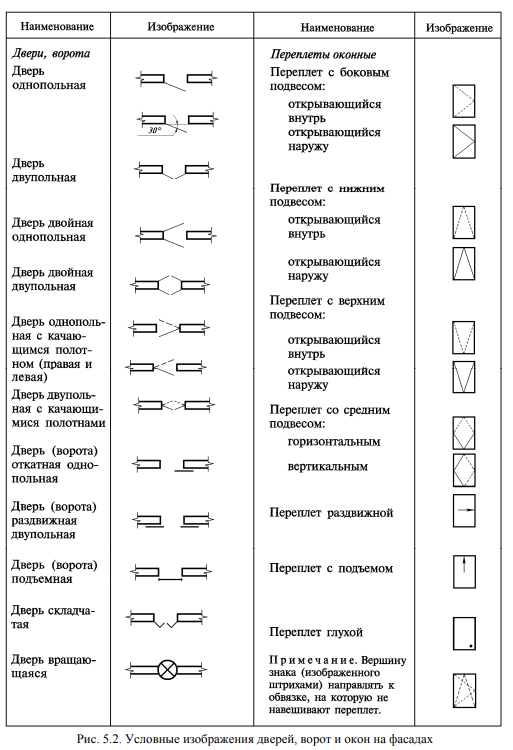 Наименование
Изображение
Наименование
Изображение
Двери, ворота
Дверь
однопольная
30°
Дверь
двупольная
Дверь двойная
однопольная
Дверь двойная
двупольная
Дверь однополь-
ная с качаю-
щимся полот-
ном (правая и
левая)
Дверь двуполь-
ная с качающи-
мися полотнами
Дверь (ворота)
откатная одно-
польная
Дверь (ворота)
раздвижная
двупольная
Дверь (ворота)
подъемная
Дверь складча-
тая
Дверь вращаю-
щаяся
Переплеты оконные
Переплет с боковым
подвесом:
открывающийся
внутрь
открывающийся
наружу
Переплет с нижним
подвесом:
открывающийся
внутрь
открывающийся
наружу
Переплет с верхним
подвесом:
открывающийся
внутрь
открывающийся
наружу
Переплет со средним
подвесом:
горизонтальным
вертикальным
Переплет раздвижной
Переплет с подъемом
Переплет глухой
Примечание. Вершину
знака (изображенного
штрихами) направлять к
обвязке, на которую не
навешивают переплет.
Рис. 5.2. Условные изображения дверей, ворот и окон на фасадах